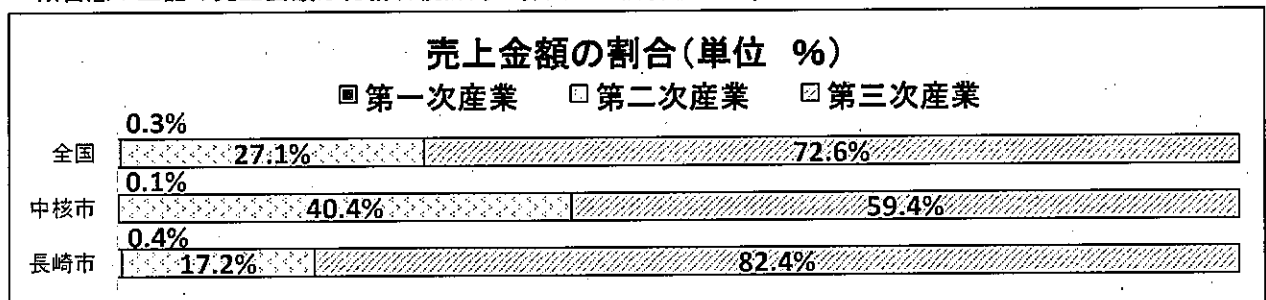 売上金額の割合(単位 %)
第一次産業 第二次産業 第三次産業
0.3%
全国 27.1% 72.6%
0.1%
中核市 40.4% 59.4%
0.4%
長崎市 17.2% 82.4%